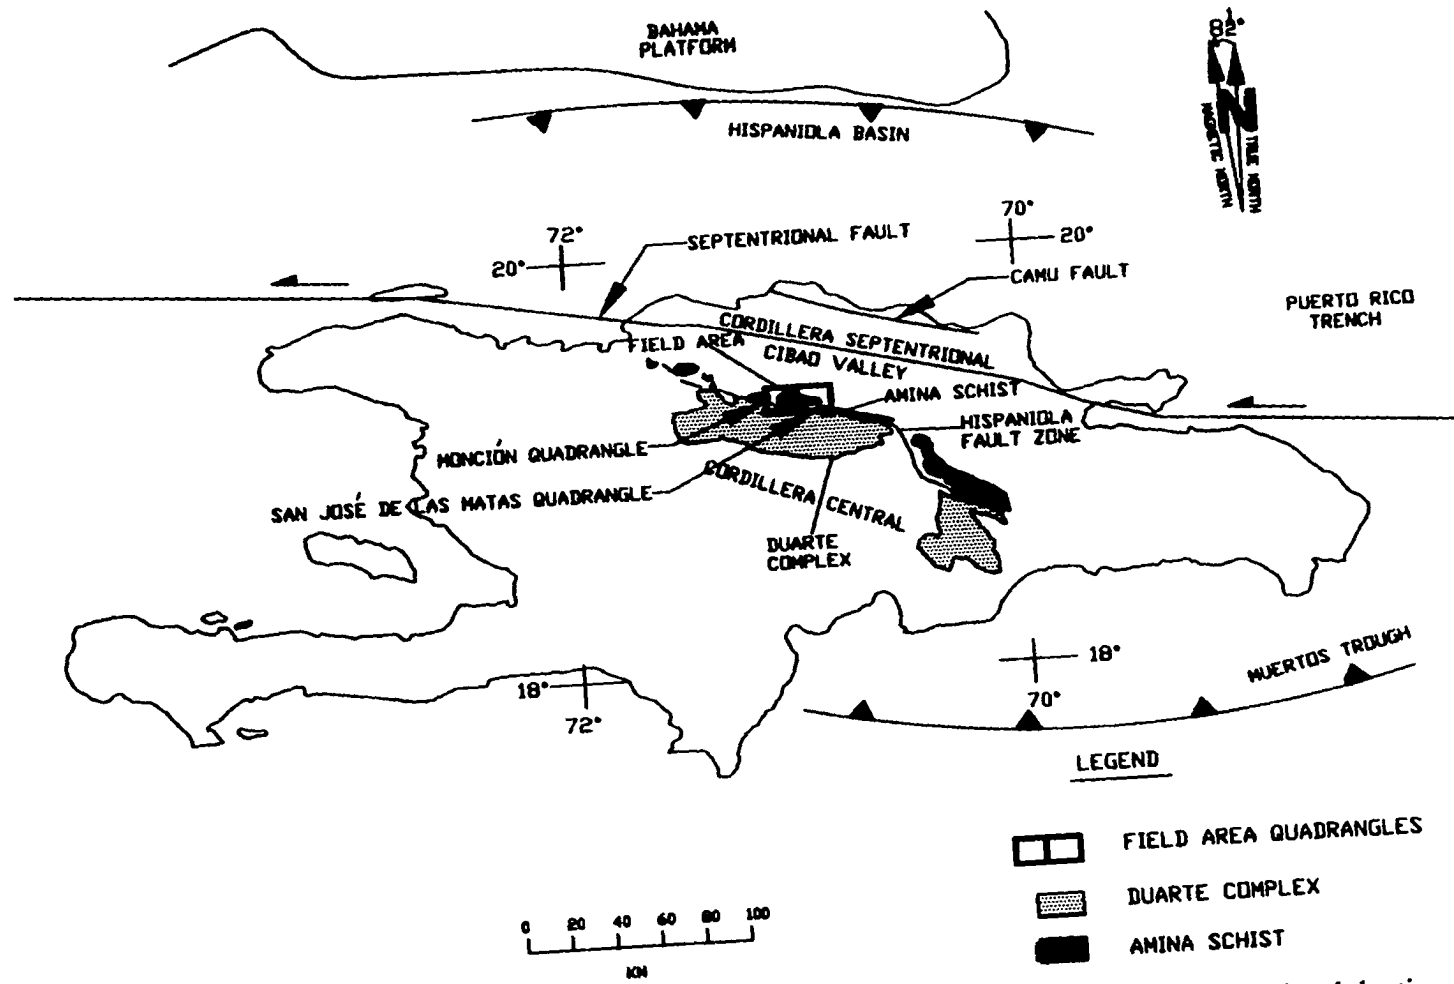 BAHAMA
PLATFORM
HISPANIOLA BASIN
MAGNETIC NORTH
N
TRUE NORTH
72°
20°
SEPTENTRIONAL FAULT
70°
20°
CAMU FAULT
PUERTO RICO
TRENCH
CORDILLERA SEPTENTRIONAL
FIELD AREA
CIBAO VALLEY
AMINA SCHIST
HISPANIOLA
FAULT ZONE
MONCIÓN QUADRANGLE
SAN JOSÉ DE LAS MATAS QUADRANGLE
CORDILLERA CENTRAL
DUARTE
COMPLEX
18°
72°
18°
70°
MUERTOS TROUGH
LEGEND
FIELD AREA QUADRANGLES
DUARTE COMPLEX
AMINA SCHIST
0 20 40 60 80 100
KM